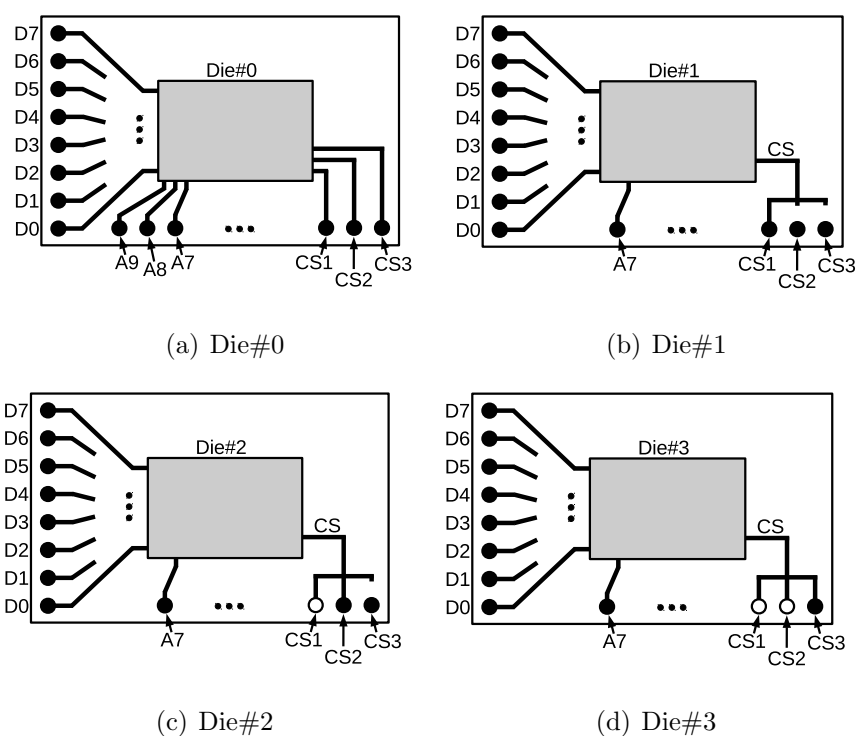 Die#0
D7
D6
D5
D4
D3
D2
D1
D0
A9
A8
A7
CS1
CS2
CS3
(a) Die#0
Die#1
D7
D6
D5
D4
D3
D2
D1
D0
CS
A7
CS1
CS2
CS3
(b) Die#1
Die#2
D7
D6
D5
D4
D3
D2
D1
D0
CS
A7
CS1
CS2
CS3
(c) Die#2
Die#3
D7
D6
D5
D4
D3
D2
D1
D0
CS
A7
CS1
CS2
CS3
(d) Die#3